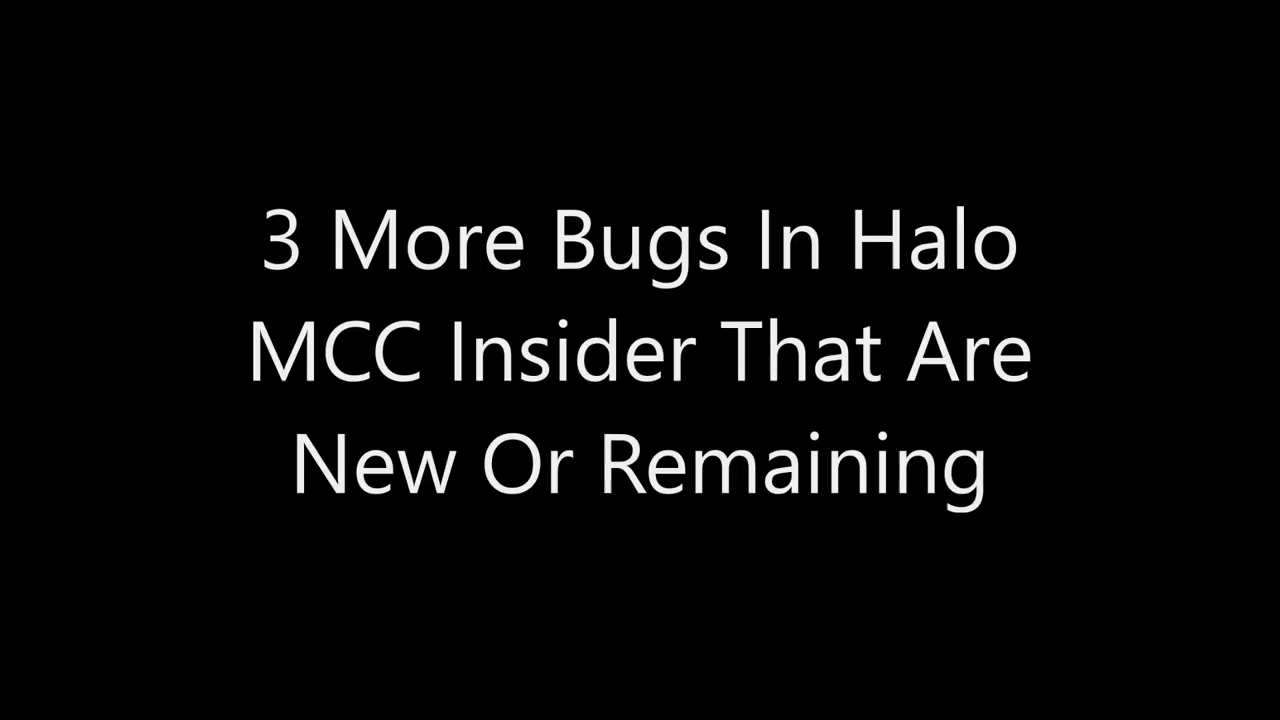 3 More Bugs In Halo
MCC Insider That Are
New Or Remaining